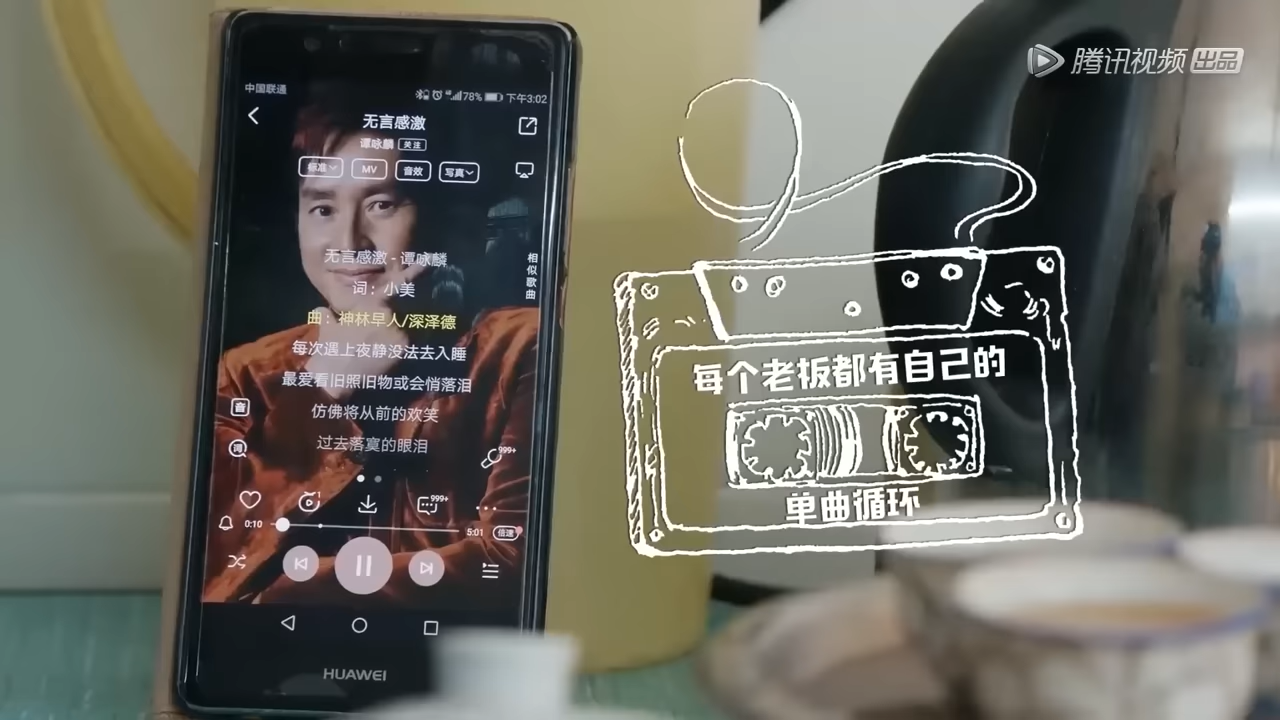 腾讯视频 出品
中国联通
78% 下午3:02
无言感激
谭咏麟 关注
标准 MV 音效 写真
无言感激 - 谭咏麟
词：小美
曲：神林早人/深泽德
每次遇上夜静没法去入睡
最爱看旧照旧物或会悄落泪
仿佛将从前的欢笑
过去落寞的眼泪
相似歌曲
音
词
999+
999+
0:10
5:01
倍速
HUAWEI
每个老板都有自己的
单曲循环